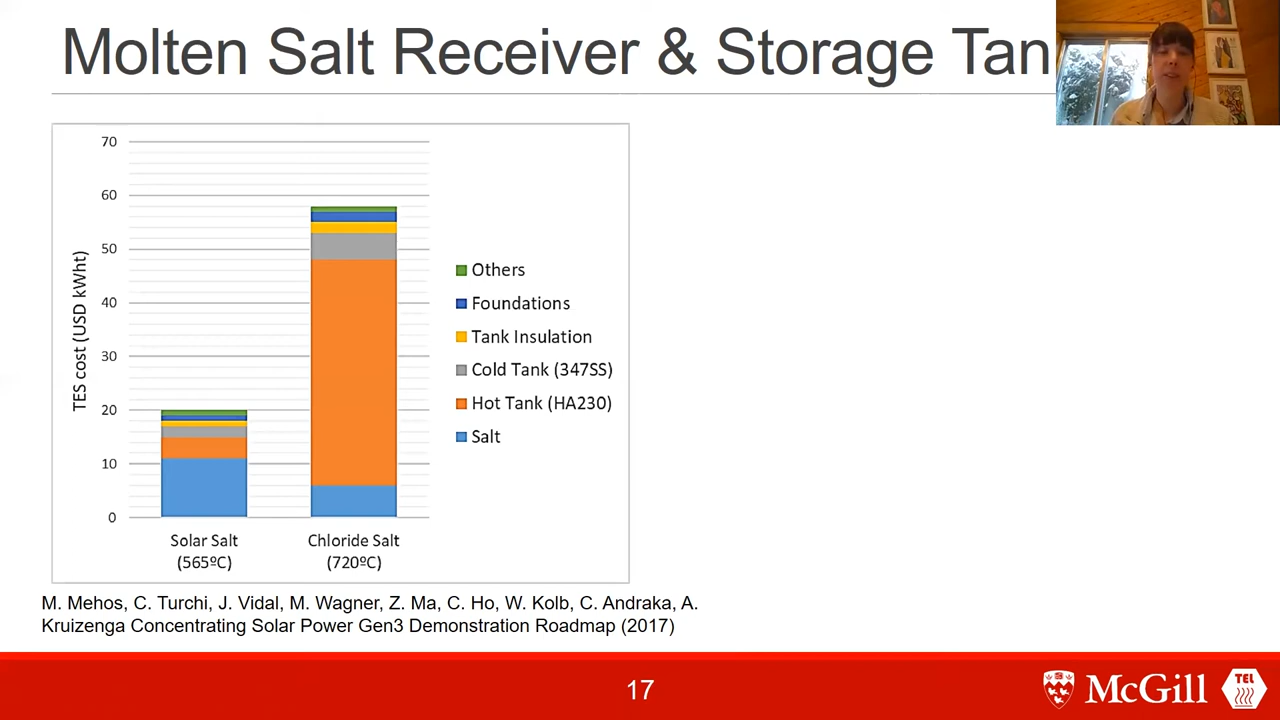 Molten Salt Receiver & Storage Tan
70
60
50
40
30
20
10
0
TES cost (USD kWht)
Solar Salt
(565ºC)
Chloride Salt
(720ºC)
Others
Foundations
Tank Insulation
Cold Tank (347SS)
Hot Tank (HA230)
Salt
M. Mehos, C. Turchi, J. Vidal, M. Wagner, Z. Ma, C. Ho, W. Kolb, C. Andraka, A.
Kruizenga Concentrating Solar Power Gen3 Demonstration Roadmap (2017)
17
McGill
TEL